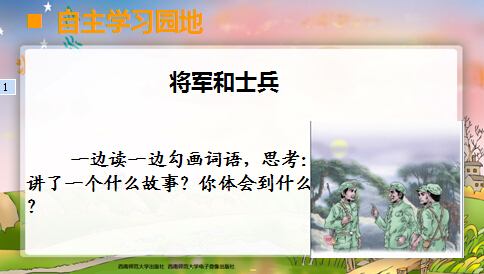 自主学习园地
1
将军和士兵
一边读一边勾画词语，思考：
讲了一个什么故事？你体会到什么
？
西南师范大学出版社 西南师范大学电子音像出版社